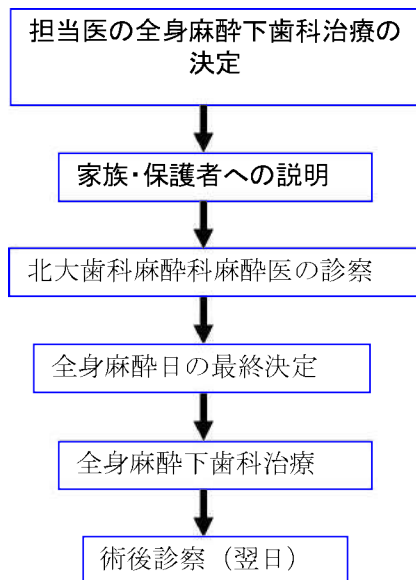 担当医の全身麻酔下歯科治療の
決定
家族・保護者への説明
北大歯科麻酔科麻酔医の診察
全身麻酔日の最終決定
全身麻酔下歯科治療
術後診察（翌日）